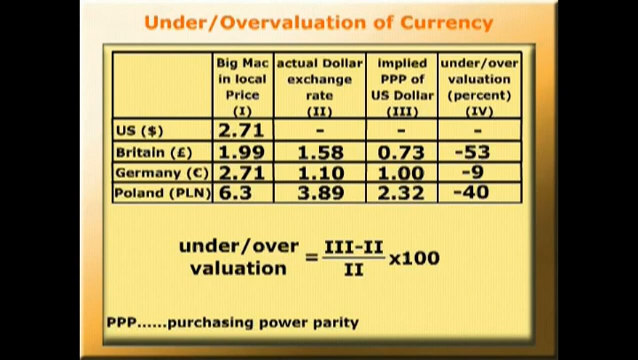 Under/Overvaluation of Currency
Big Mac in local Price (I) actual Dollar exchange rate (II) implied PPP of US Dollar (III) under/over valuation (percent) (IV)
US ($) 2.71 - - -
Britain (£) 1.99 1.58 0.73 -53
Germany (€) 2.71 1.10 1.00 -9
Poland (PLN) 6.3 3.89 2.32 -40
under/over valuation = III-II / II x100
PPP......purchasing power parity